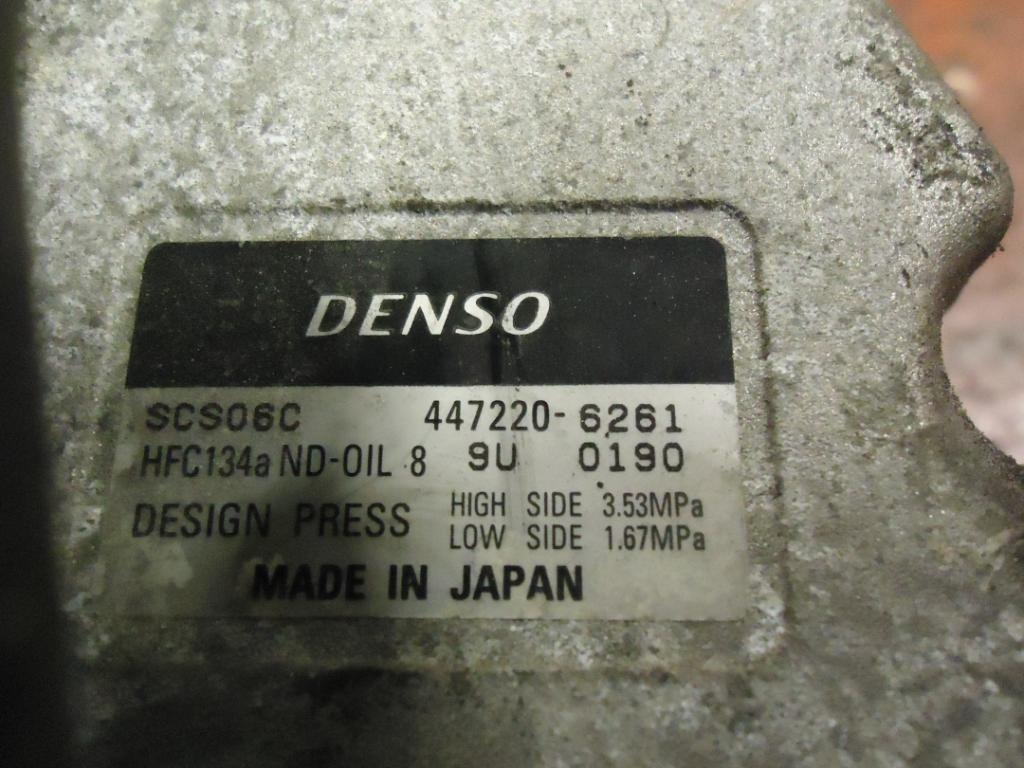 DENSO
SCS06C 447220-6261
HFC134a ND-OIL 8 9U 0190
DESIGN PRESS HIGH SIDE 3.53MPa
LOW SIDE 1.67MPa
MADE IN JAPAN